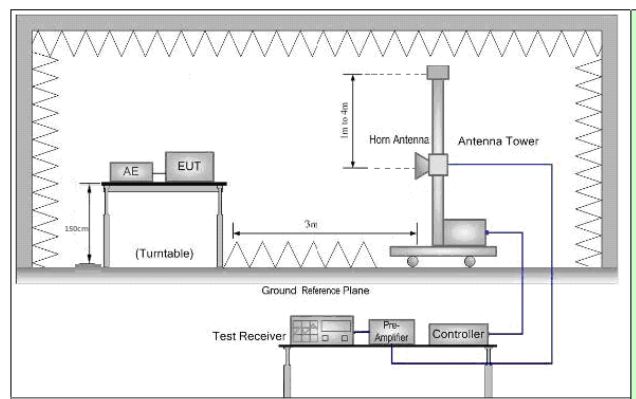 1m to 4m
Horn Antenna
Antenna Tower
AE
EUT
150cm
3m
(Turntable)
Ground Reference Plane
Test Receiver
Pre-
Amplifier
Controller